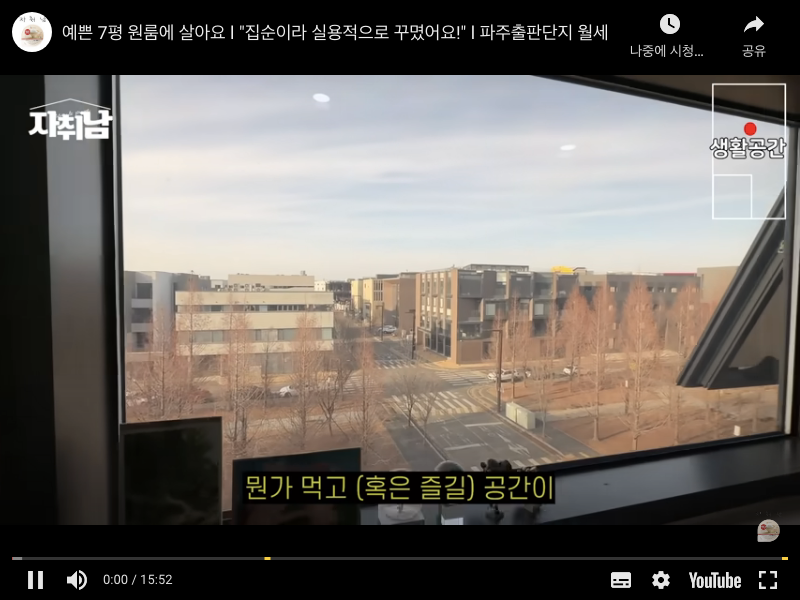 예쁜 7평 원룸에 살아요 I "집순이라 실용적으로 꾸몄어요!" I 파주출판단지 월세
나중에 시청...
공유
자취남
생활공간
뭔가 먹고 (혹은 즐길) 공간이
0:00 / 15:52
YouTube